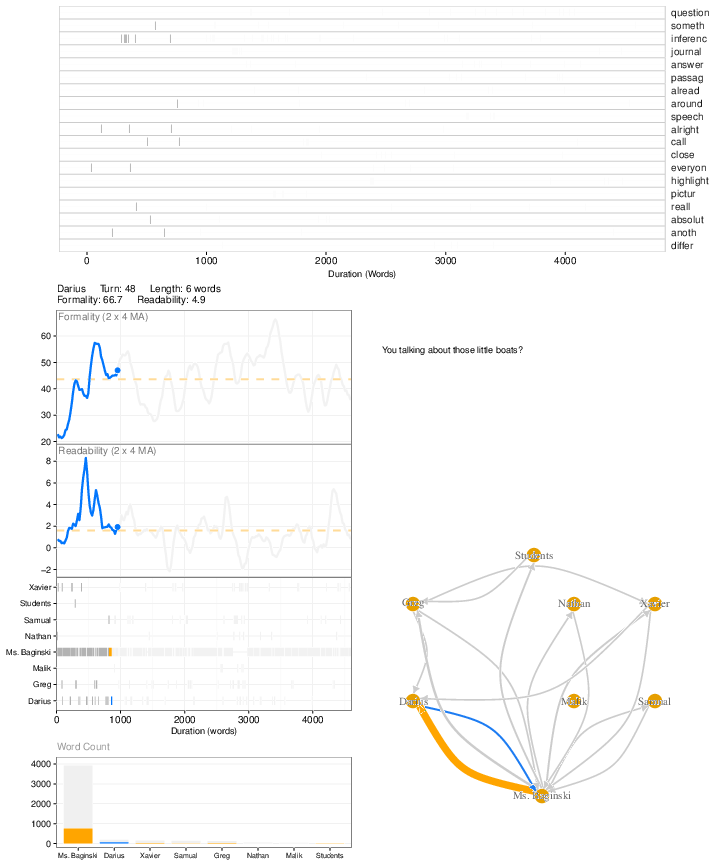 question
someth
inferenc
journal
answer
passag
alread
around
speech
alright
call
close
everyon
highlight
pictur
reall
absolut
anoth
differ
0 1000 2000 3000 4000
Duration (Words)
Darius Turn: 48 Length: 6 words
Formality: 66.7 Readability: 4.9
Formality (2 x 4 MA)
60
50
40
30
20
You talking about those little boats?
Readability (2 x 4 MA)
8
6
4
2
0
−2
Xavier
Students
Samual
Nathan
Ms. Baginski
Malik
Greg
Darius
0 1000 2000 3000 4000
Duration (words)
Students
Greg Nathan Xavier
Darius Malik Samual
Ms. Baginski
Word Count
4000
3000
2000
1000
0
Ms. Baginski Darius Xavier Samual Greg Nathan Malik Students